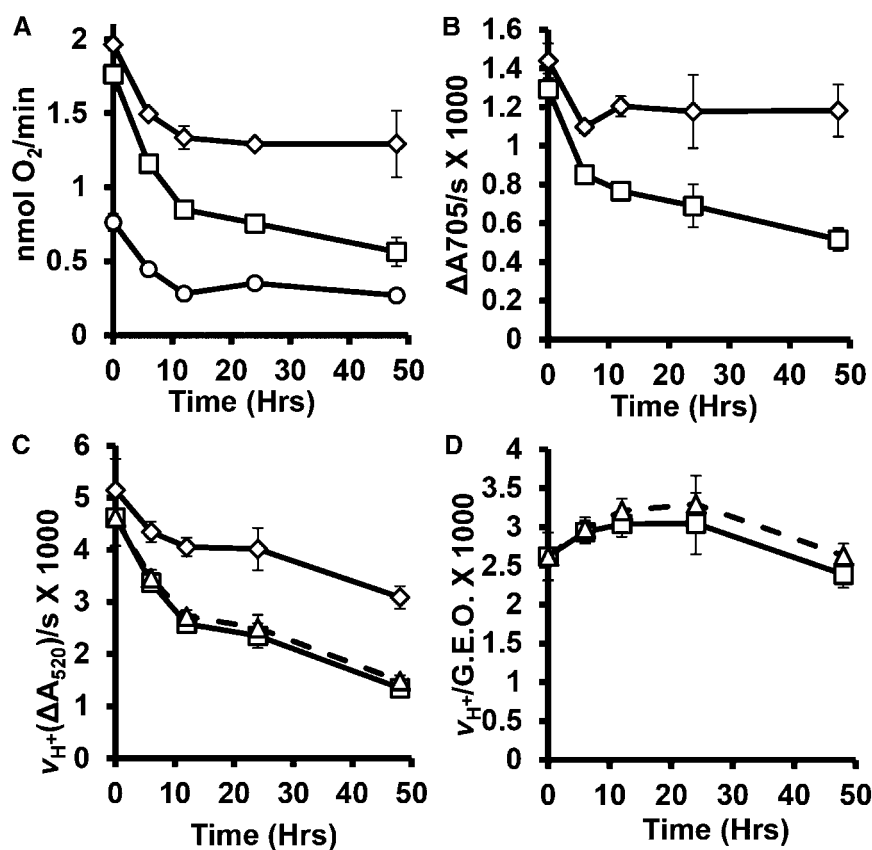 A
nmol O₂/min
2
1.5
1
0.5
0
0 10 20 30 40 50
Time (Hrs)
B
ΔA705/s X 1000
1.6
1.4
1.2
1
0.8
0.6
0.4
0.2
0
0 10 20 30 40 50
Time (Hrs)
C
vH⁺(ΔA₅₂₀)/s X 1000
6
5
4
3
2
1
0
0 10 20 30 40 50
Time (Hrs)
D
vH⁺/G.E.O. X 1000
4
3.5
3
2.5
2
1.5
1
0.5
0
0 10 20 30 40 50
Time (Hrs)